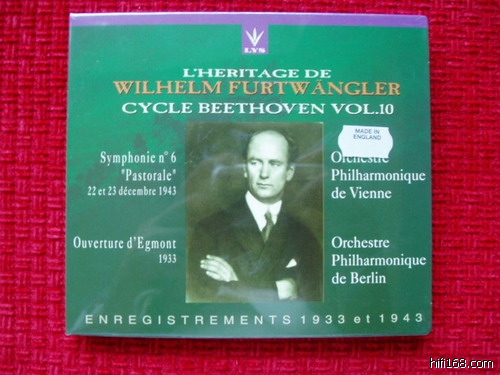 LYS
L'HERITAGE DE
WILHELM FURTWÄNGLER
CYCLE BEETHOVEN VOL.10
MADE IN
ENGLAND
Symphonie n° 6
"Pastorale"
22 et 23 décembre 1943
Orchestre
Philharmonique
de Vienne
Ouverture d'Egmont
1933
Orchestre
Philharmonique
de Berlin
ENREGISTREMENTS 1933 et 1943
hifi168.com